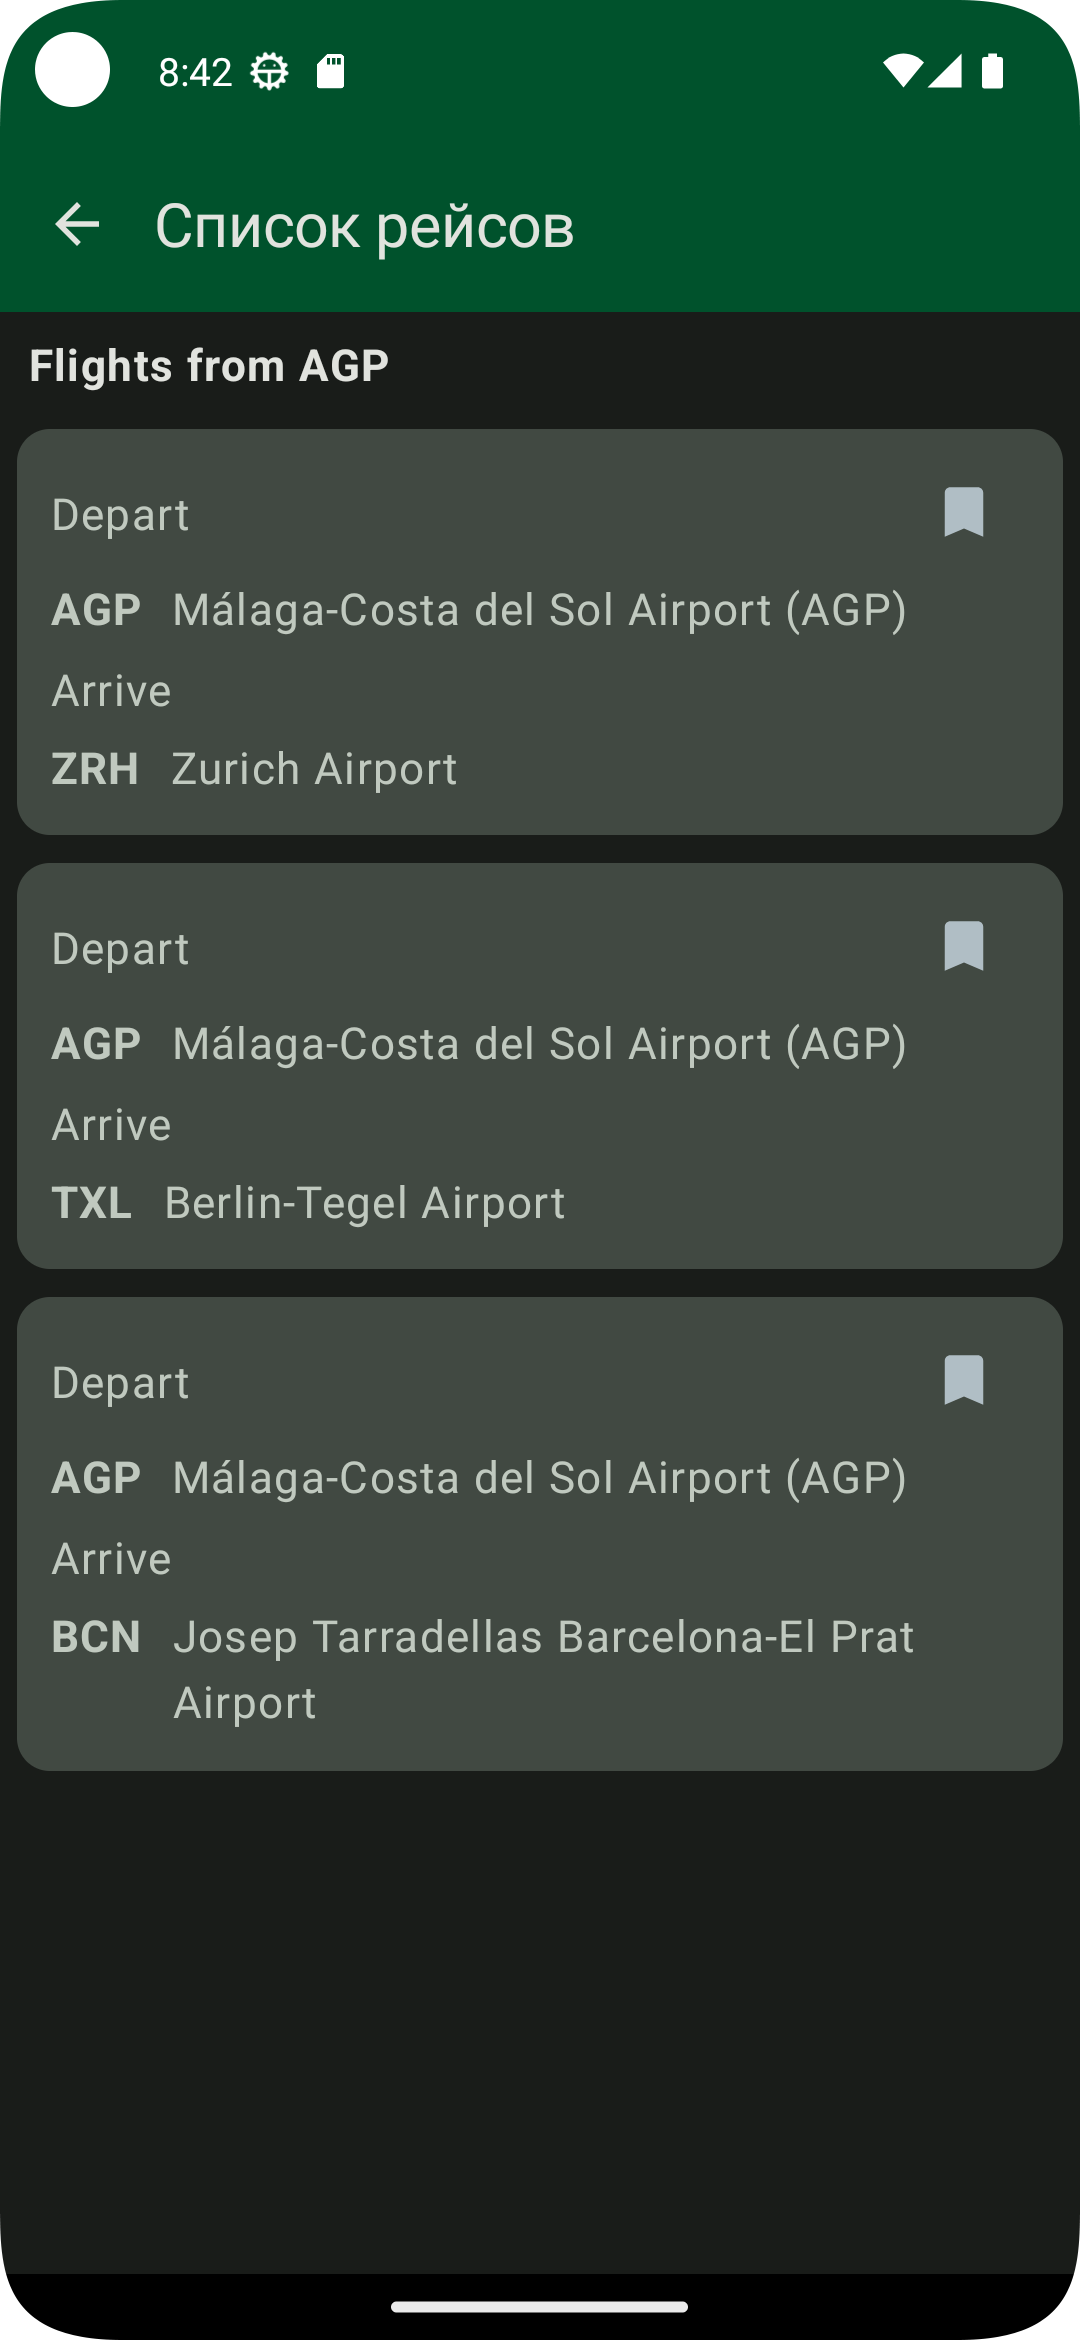 8:42
Список рейсов
Flights from AGP
Depart
AGP Málaga-Costa del Sol Airport (AGP)
Arrive
ZRH Zurich Airport
Depart
AGP Málaga-Costa del Sol Airport (AGP)
Arrive
TXL Berlin-Tegel Airport
Depart
AGP Málaga-Costa del Sol Airport (AGP)
Arrive
BCN Josep Tarradellas Barcelona-El Prat
Airport